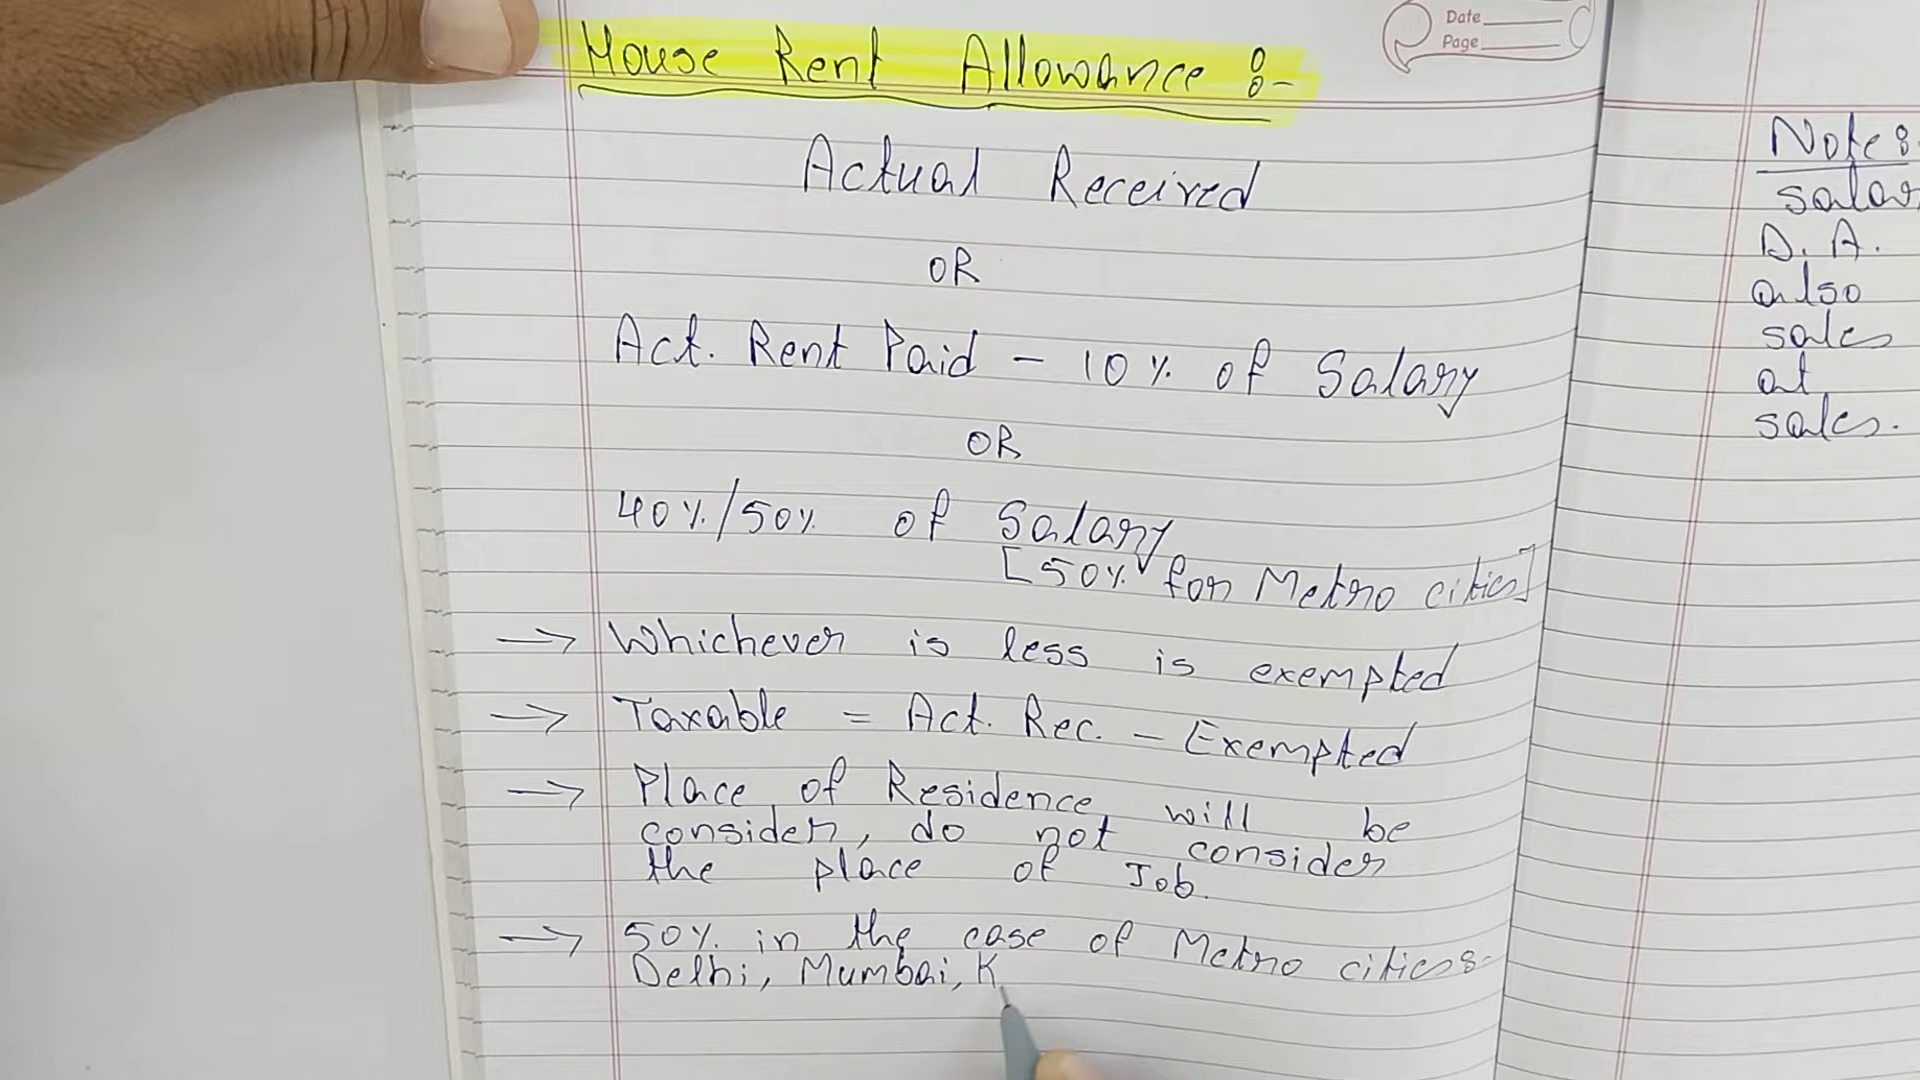 Date
Page
House Rent Allowance :-
Actual Received
OR
Act. Rent Paid - 10% of Salary
OR
40%/50% of Salary
[50% for Metro cities]
→ Whichever is less is exempted
→ Taxable = Act. Rec. - Exempted
→ Place of Residence will be
consider, do not consider
the place of Job.
→ 50% in the case of Metro cities:-
Delhi, Mumbai, K
Note:
salar
D. A.
also
sales
at
sales.